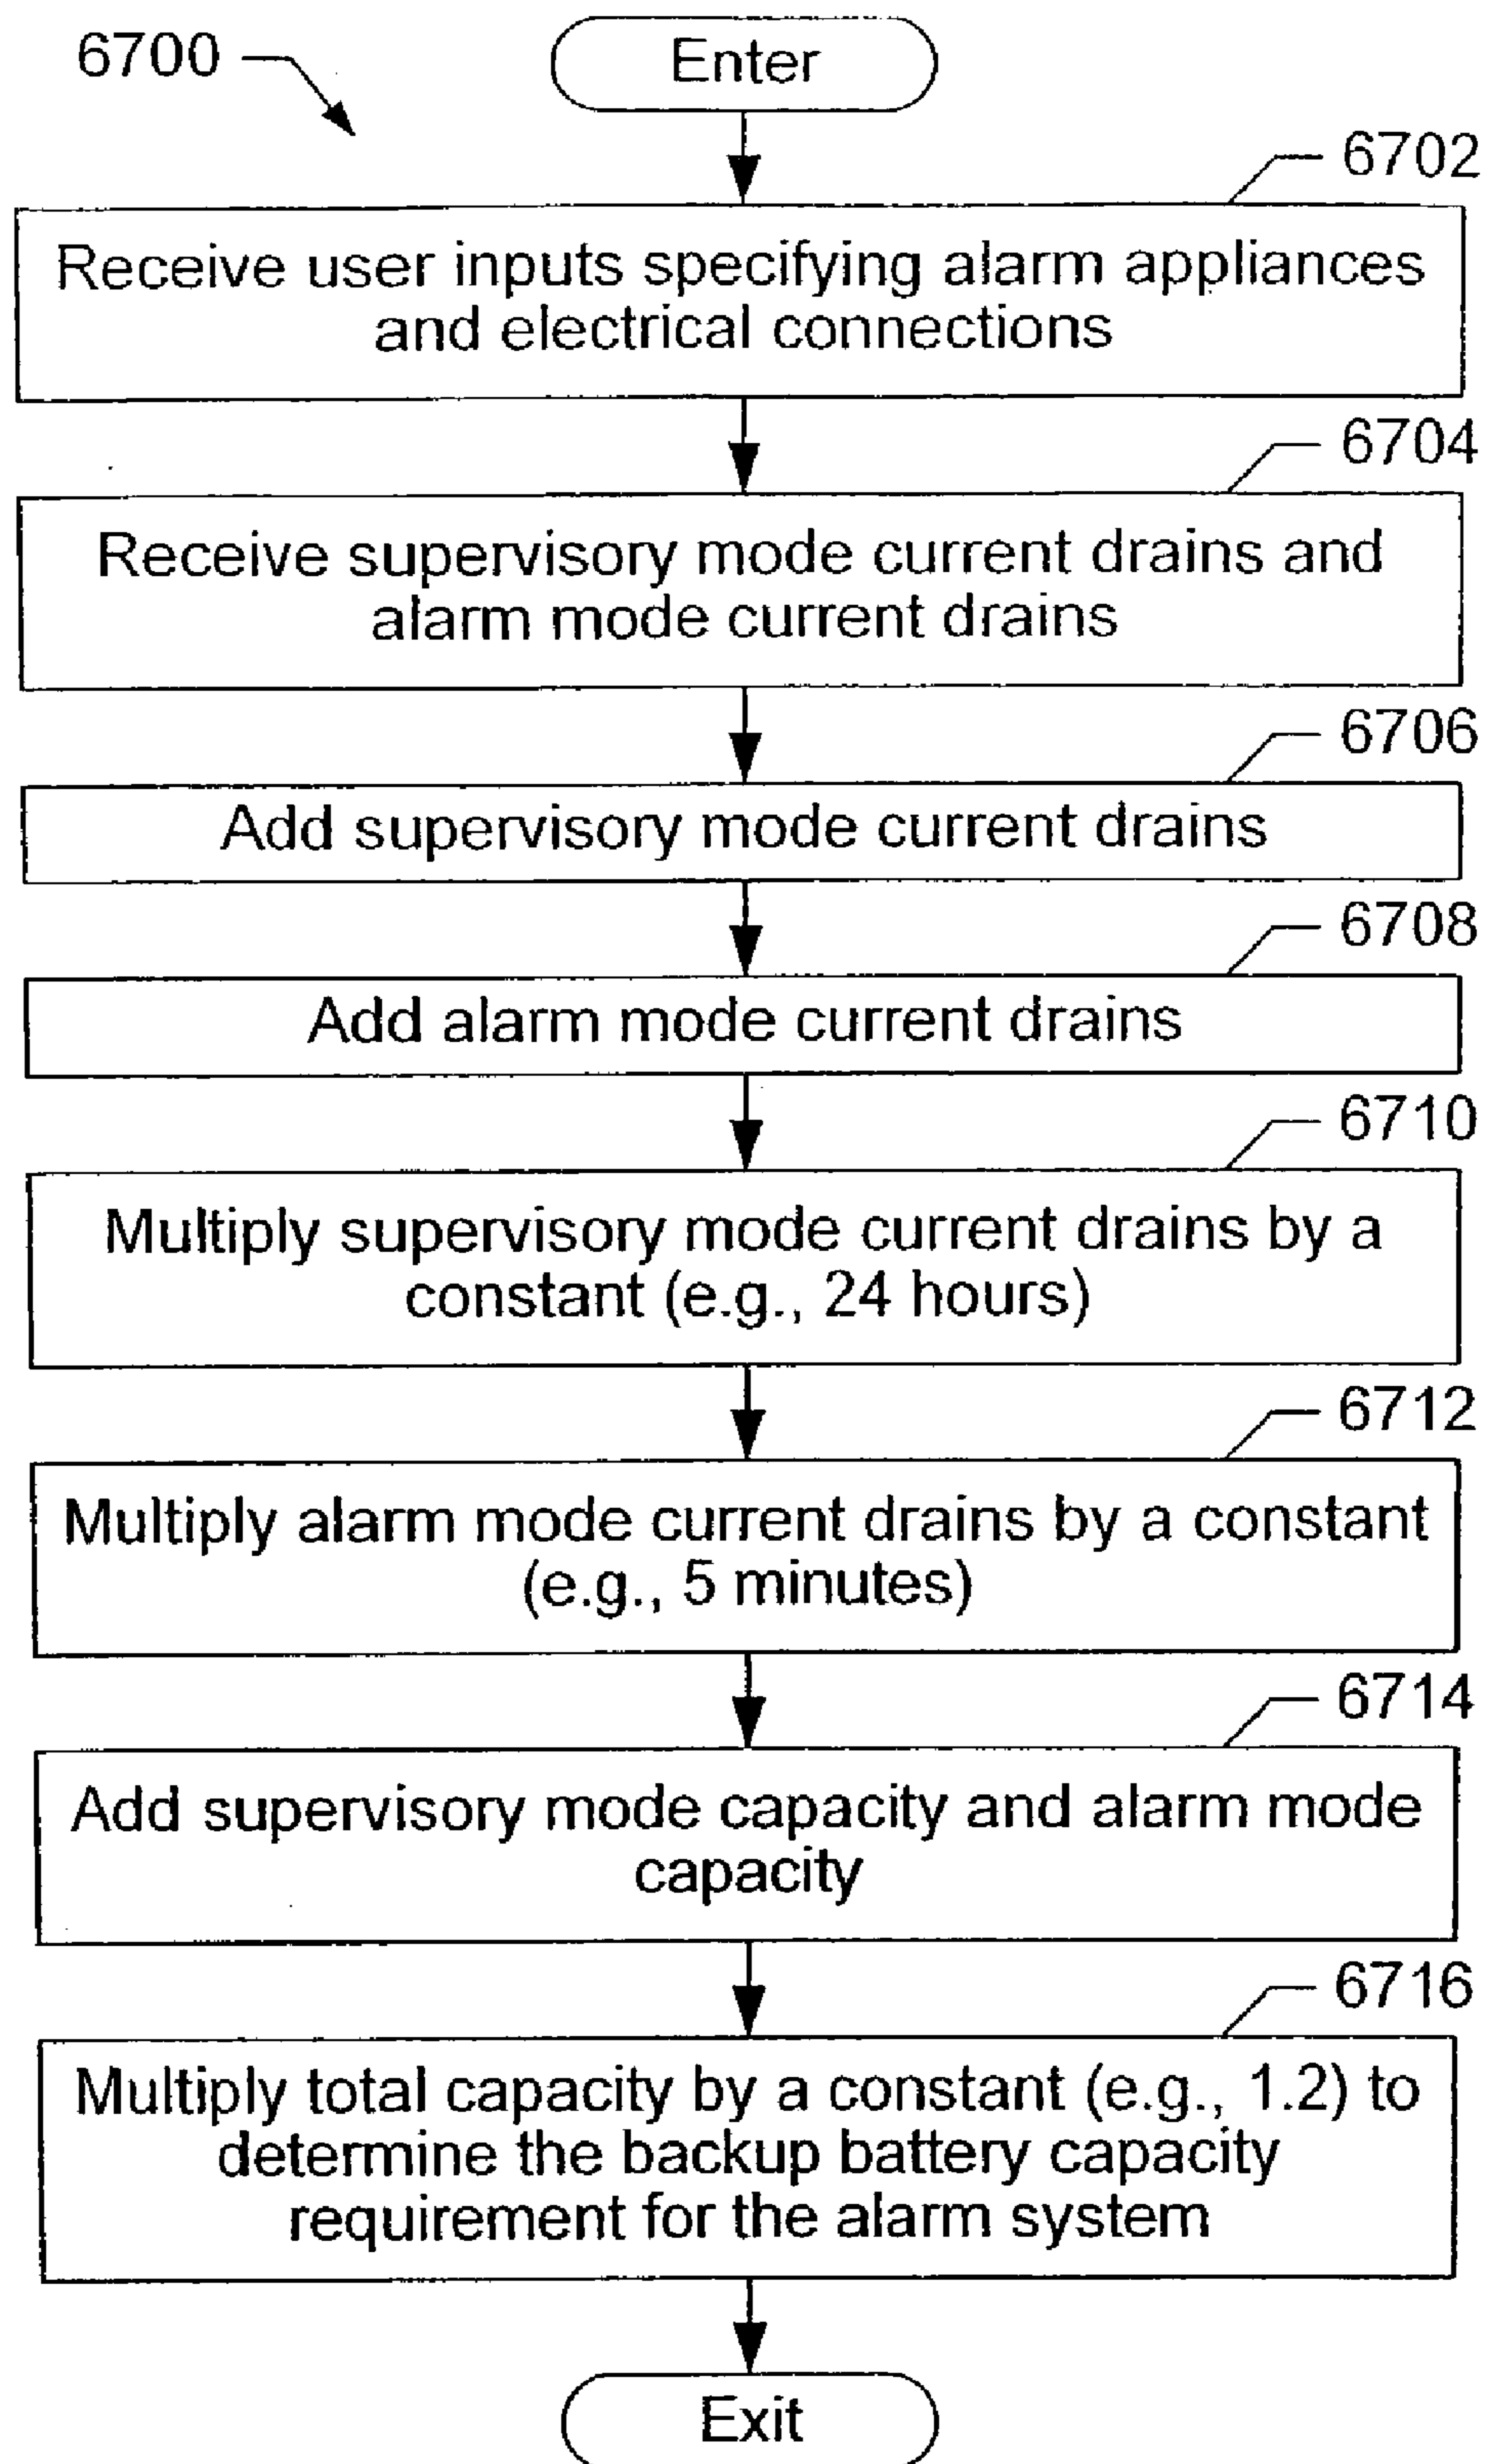 6700
Enter
6702
Receive user inputs specifying alarm appliances
and electrical connections
6704
Receive supervisory mode current drains and
alarm mode current drains
6706
Add supervisory mode current drains
6708
Add alarm mode current drains
6710
Multiply supervisory mode current drains by a
constant (e.g., 24 hours)
6712
Multiply alarm mode current drains by a constant
(e.g., 5 minutes)
6714
Add supervisory mode capacity and alarm mode
capacity
6716
Multiply total capacity by a constant (e.g., 1.2) to
determine the backup battery capacity
requirement for the alarm system
Exit